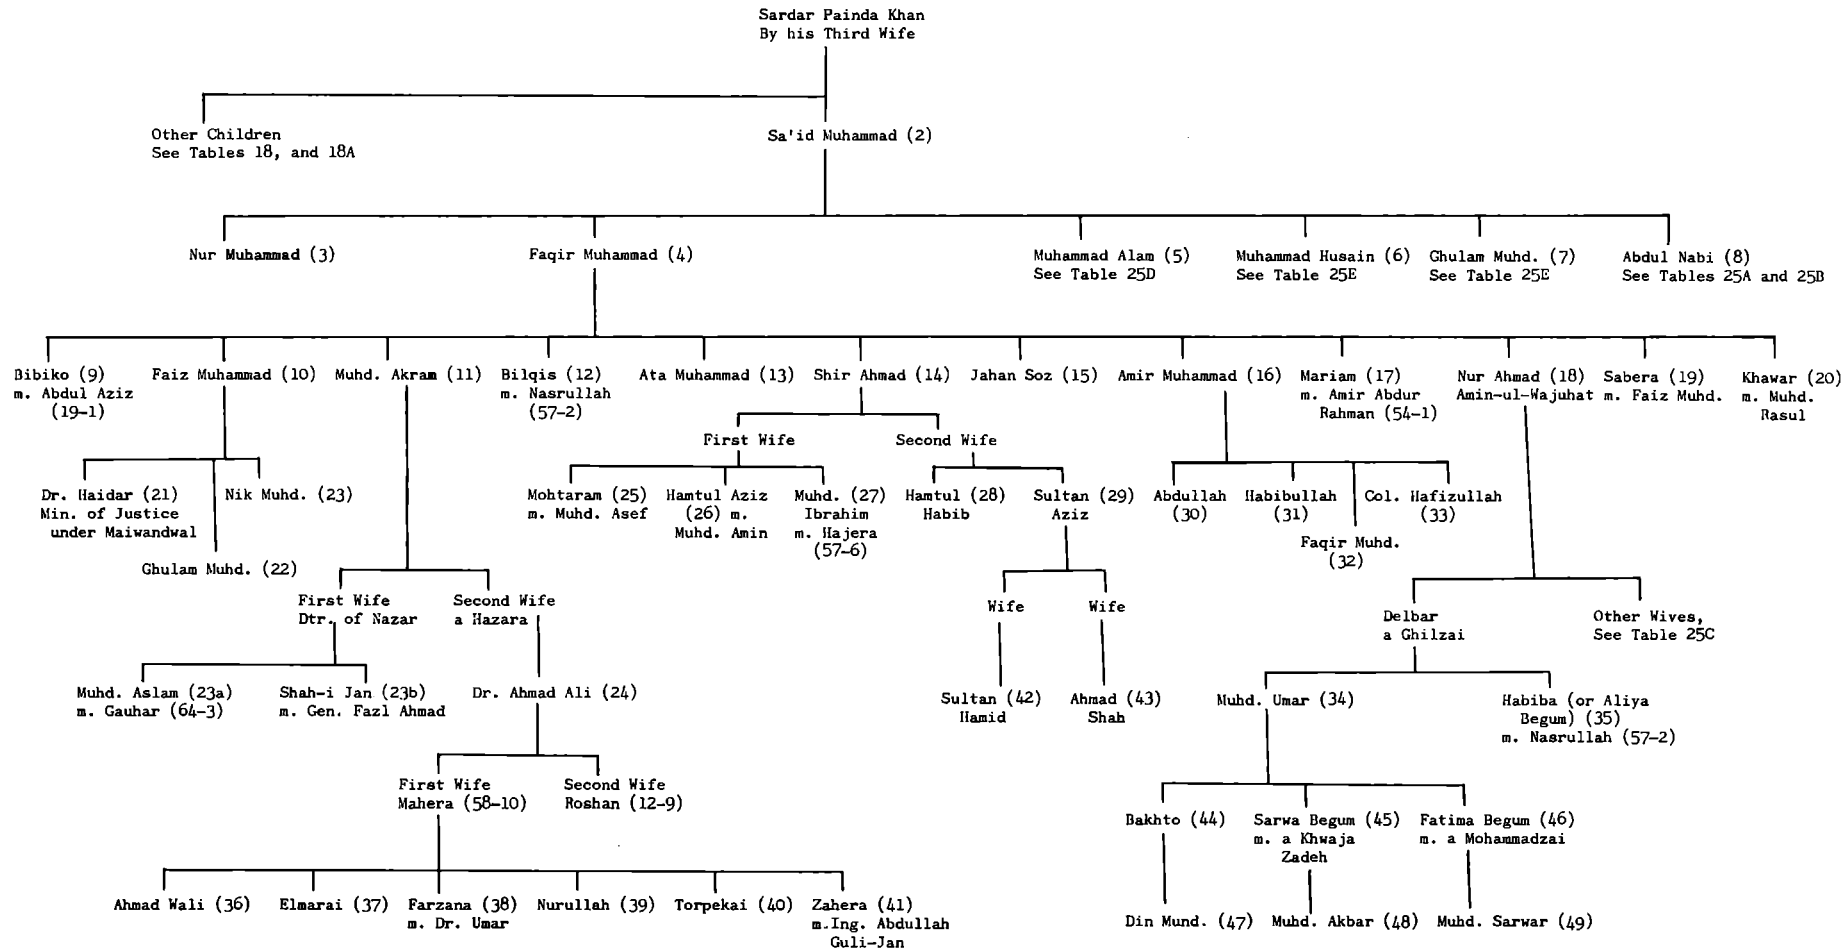 Sardar Painda Khan
By his Third Wife
Other Children
See Tables 18, and 18A
Sa'id Muhammad (2)
Nur Muhammad (3)
Faqir Muhammad (4)
Muhammad Alam (5)
See Table 25D
Muhammad Husain (6)
See Table 25E
Ghulam Muhd. (7)
See Table 25E
Abdul Nabi (8)
See Tables 25A and 25B
Bibiko (9)
m. Abdul Aziz
(19-1)
Faiz Muhammad (10)
Muhd. Akram (11)
Bilqis (12)
m. Nasrullah
(57-2)
Ata Muhammad (13)
Shir Ahmad (14)
Jahan Soz (15)
Amir Muhammad (16)
Mariam (17)
m. Amir Abdur
Rahman (54-1)
Nur Ahmad (18)
Amin-ul-Wajuhat
Sabera (19)
m. Faiz Muhd.
Khawar (20)
m. Muhd.
Rasul
First Wife
Second Wife
Dr. Haidar (21)
Min. of Justice
under Maiwandwal
Nik Muhd. (23)
Ghulam Muhd. (22)
Mohtaram (25)
m. Muhd. Asef
Hamtul Aziz
(26) m.
Muhd. Amin
Muhd. (27)
Ibrahim
m. Hajera
(57-6)
Hamtul (28)
Habib
Sultan (29)
Aziz
Abdullah
(30)
Habibullah
(31)
Col. Hafizullah
(33)
Faqir Muhd.
(32)
First Wife
Dtr. of Nazar
Second Wife
a Hazara
Wife
Wife
Delbar
a Ghilzai
Other Wives,
See Table 25C
Muhd. Aslam (23a)
m. Gauhar (64-3)
Shah-i Jan (23b)
m. Gen. Fazl Ahmad
Dr. Ahmad Ali (24)
Sultan (42)
Hamid
Ahmad (43)
Shah
Muhd. Umar (34)
Habiba (or Aliya
Begum) (35)
m. Nasrullah (57-2)
First Wife
Mahera (58-10)
Second Wife
Roshan (12-9)
Bakhto (44)
Sarwa Begum (45)
m. a Khwaja
Zadeh
Fatima Begum (46)
m. a Mohammadzai
Ahmad Wali (36)
Elmarai (37)
Farzana (38)
m. Dr. Umar
Nurullah (39)
Torpekai (40)
Zahera (41)
m.Ing. Abdullah
Guli-Jan
Din Mund. (47)
Muhd. Akbar (48)
Muhd. Sarwar (49)